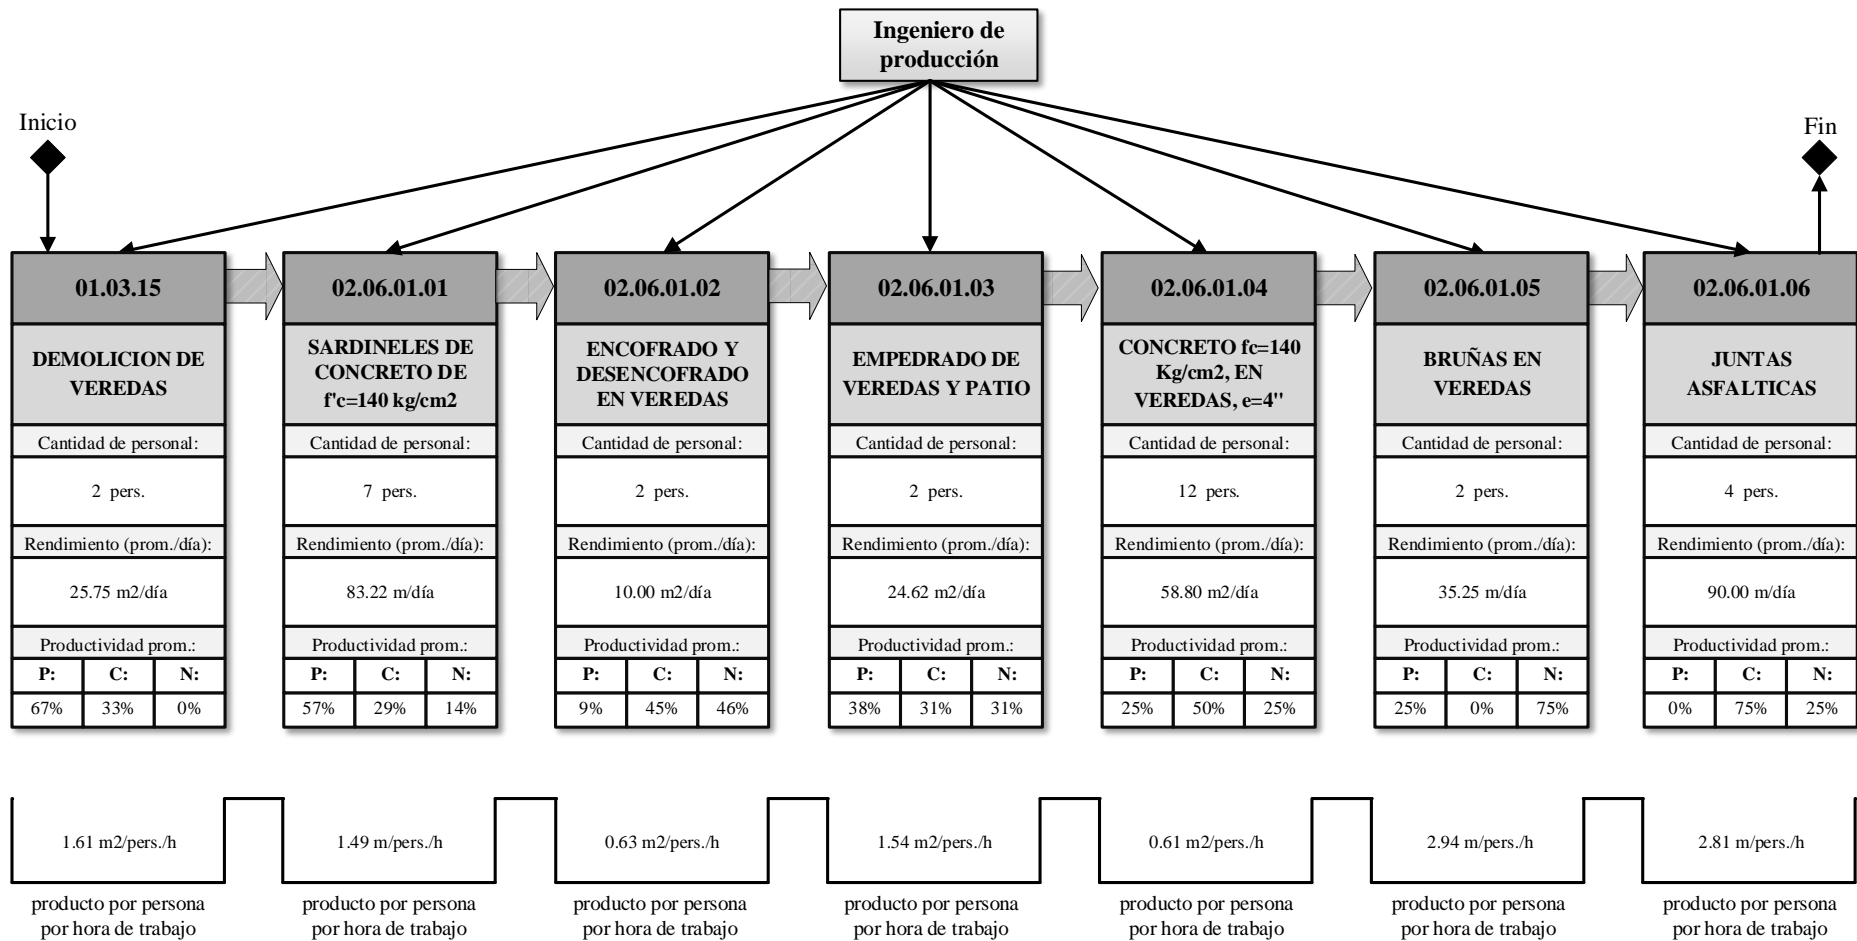 Ingeniero de
producción
Inicio
Fin
01.03.15
02.06.01.01
02.06.01.02
02.06.01.03
02.06.01.04
02.06.01.05
02.06.01.06
DEMOLICION DE
VEREDAS
SARDINELES DE
CONCRETO DE
f'c=140 kg/cm2
ENCOFRADO Y
DESENCOFRADO
EN VEREDAS
EMPEDRADO DE
VEREDAS Y PATIO
CONCRETO fc=140
Kg/cm2, EN
VEREDAS, e=4''
BRUÑAS EN
VEREDAS
JUNTAS
ASFALTICAS
Cantidad de personal:
Cantidad de personal:
Cantidad de personal:
Cantidad de personal:
Cantidad de personal:
Cantidad de personal:
Cantidad de personal:
2 pers.
7 pers.
2 pers.
2 pers.
12 pers.
2 pers.
4 pers.
Rendimiento (prom./día):
Rendimiento (prom./día):
Rendimiento (prom./día):
Rendimiento (prom./día):
Rendimiento (prom./día):
Rendimiento (prom./día):
Rendimiento (prom./día):
25.75 m2/día
83.22 m/día
10.00 m2/día
24.62 m2/día
58.80 m2/día
35.25 m/día
90.00 m/día
Productividad prom.:
Productividad prom.:
Productividad prom.:
Productividad prom.:
Productividad prom.:
Productividad prom.:
Productividad prom.:
P: C: N:
P: C: N:
P: C: N:
P: C: N:
P: C: N:
P: C: N:
P: C: N:
67% 33% 0%
57% 29% 14%
9% 45% 46%
38% 31% 31%
25% 50% 25%
25% 0% 75%
0% 75% 25%
1.61 m2/pers./h
1.49 m/pers./h
0.63 m2/pers./h
1.54 m2/pers./h
0.61 m2/pers./h
2.94 m/pers./h
2.81 m/pers./h
producto por persona
por hora de trabajo
producto por persona
por hora de trabajo
producto por persona
por hora de trabajo
producto por persona
por hora de trabajo
producto por persona
por hora de trabajo
producto por persona
por hora de trabajo
producto por persona
por hora de trabajo